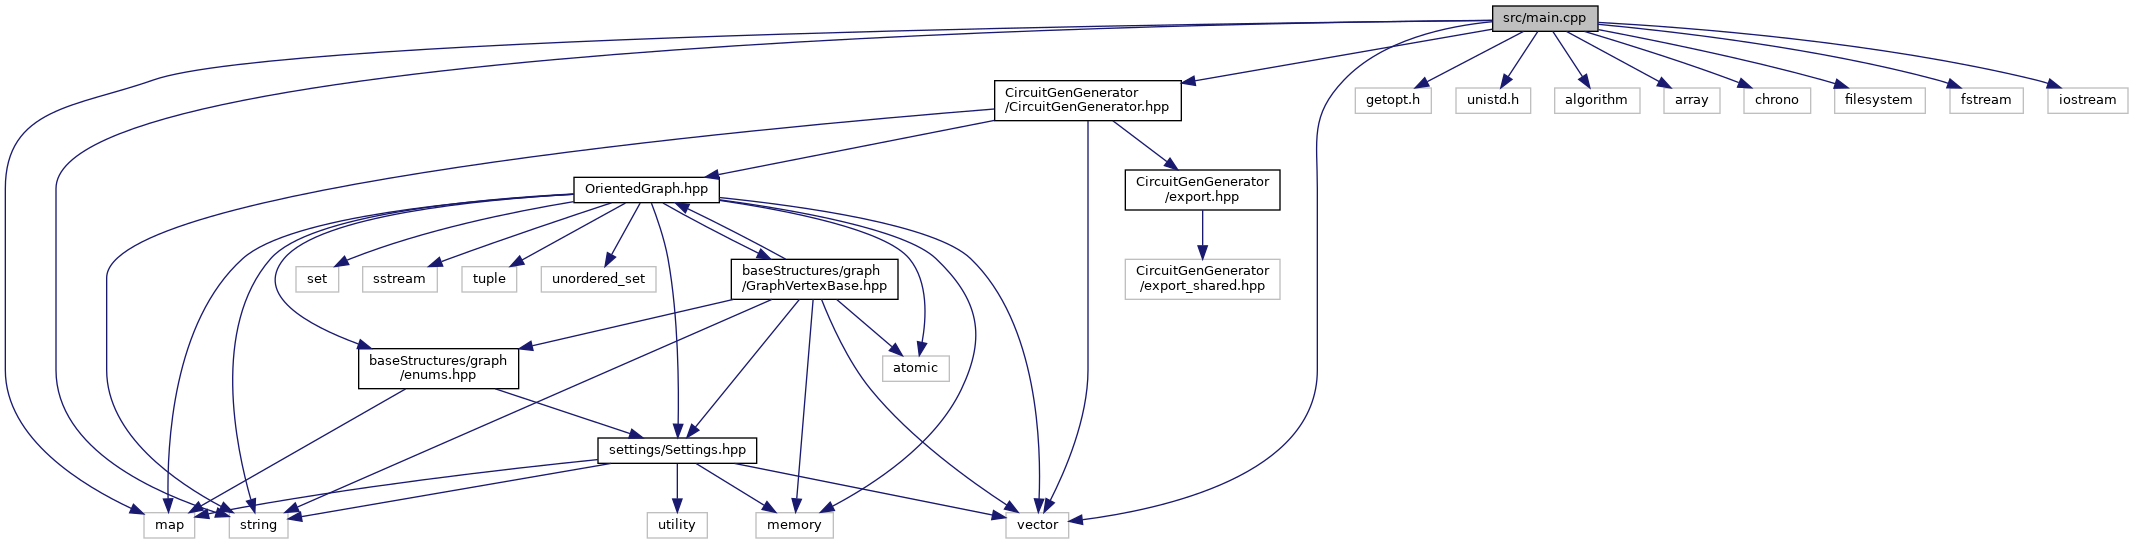 src/main.cpp
CircuitGenGenerator
/CircuitGenGenerator.hpp
getopt.h
unistd.h
algorithm
array
chrono
filesystem
fstream
iostream
OrientedGraph.hpp
CircuitGenGenerator
/export.hpp
set
sstream
tuple
unordered_set
baseStructures/graph
/GraphVertexBase.hpp
CircuitGenGenerator
/export_shared.hpp
baseStructures/graph
/enums.hpp
atomic
settings/Settings.hpp
map
string
utility
memory
vector